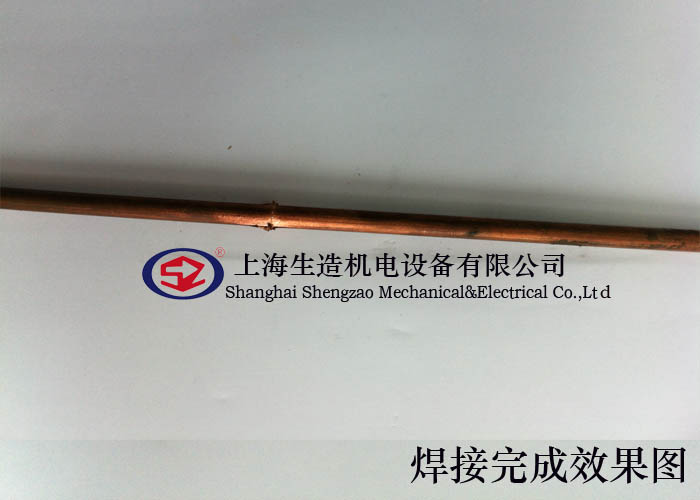 SZ
®
上海生造机电设备有限公司
Shanghai Shengzao Mechanical&Electrical Co.,Ltd
焊接完成效果图